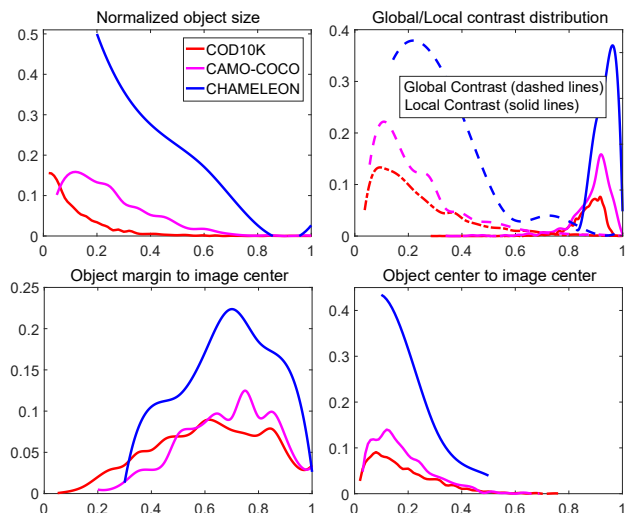 Normalized object size
0.5
0.4
0.3
0.2
0.1
0
0 0.2 0.4 0.6 0.8 1
COD10K
CAMO-COCO
CHAMELEON
Global/Local contrast distribution
0.4
0.3
0.2
0.1
0
0 0.2 0.4 0.6 0.8 1
Global Contrast (dashed lines)
Local Contrast (solid lines)
Object margin to image center
0.25
0.2
0.15
0.1
0.05
0
0 0.2 0.4 0.6 0.8 1
Object center to image center
0.4
0.3
0.2
0.1
0
0 0.2 0.4 0.6 0.8 1